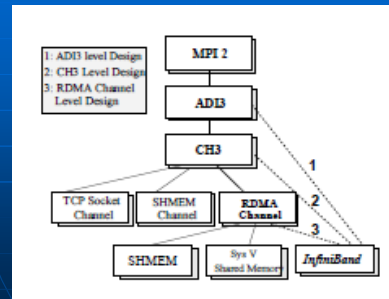 1: ADI3 level Design
2: CH3 Level Design
3: RDMA Channel
Level Design
MPI 2
ADI3
CH3
1
TCP Socket
Channel
SHMEM
Channel
RDMA
Channel
2
3
SHMEM
Sys V
Shared Memory
InfiniBand